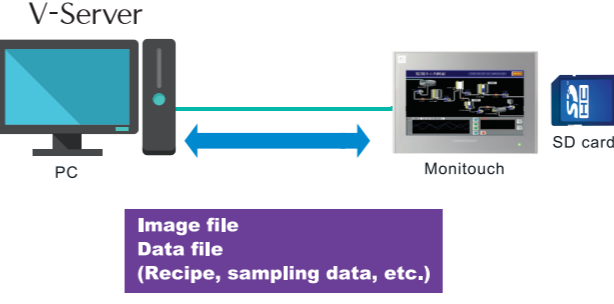 V-Server
PC
Monitouch
SD card
Image file
Data file
(Recipe, sampling data, etc.)